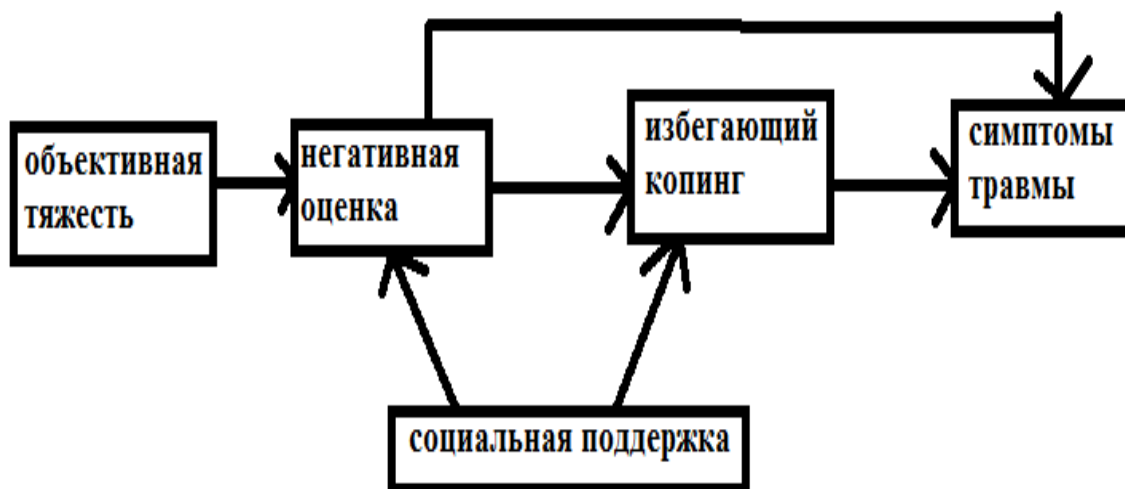 объективная
тяжесть
негативная
оценка
избегающий
копинг
симптомы
травмы
социальная поддержка